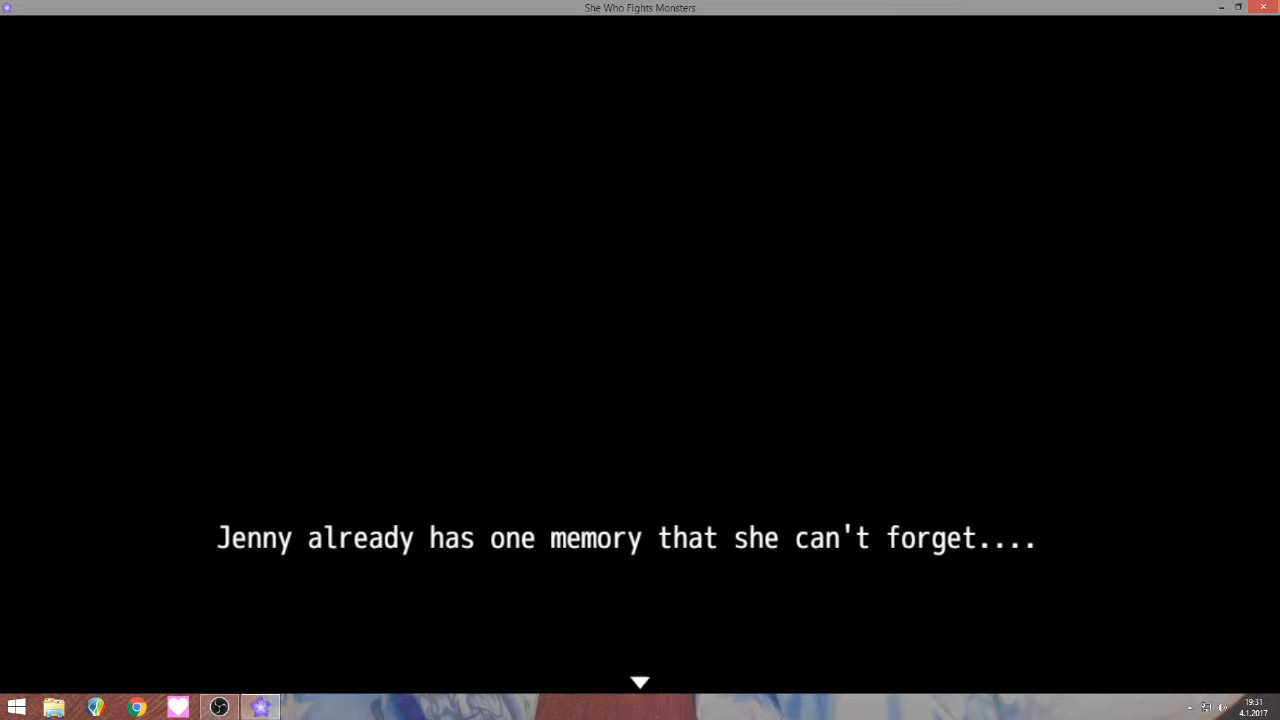 She Who Fights Monsters
Jenny already has one memory that she can't forget....
19:31
4.1.2017